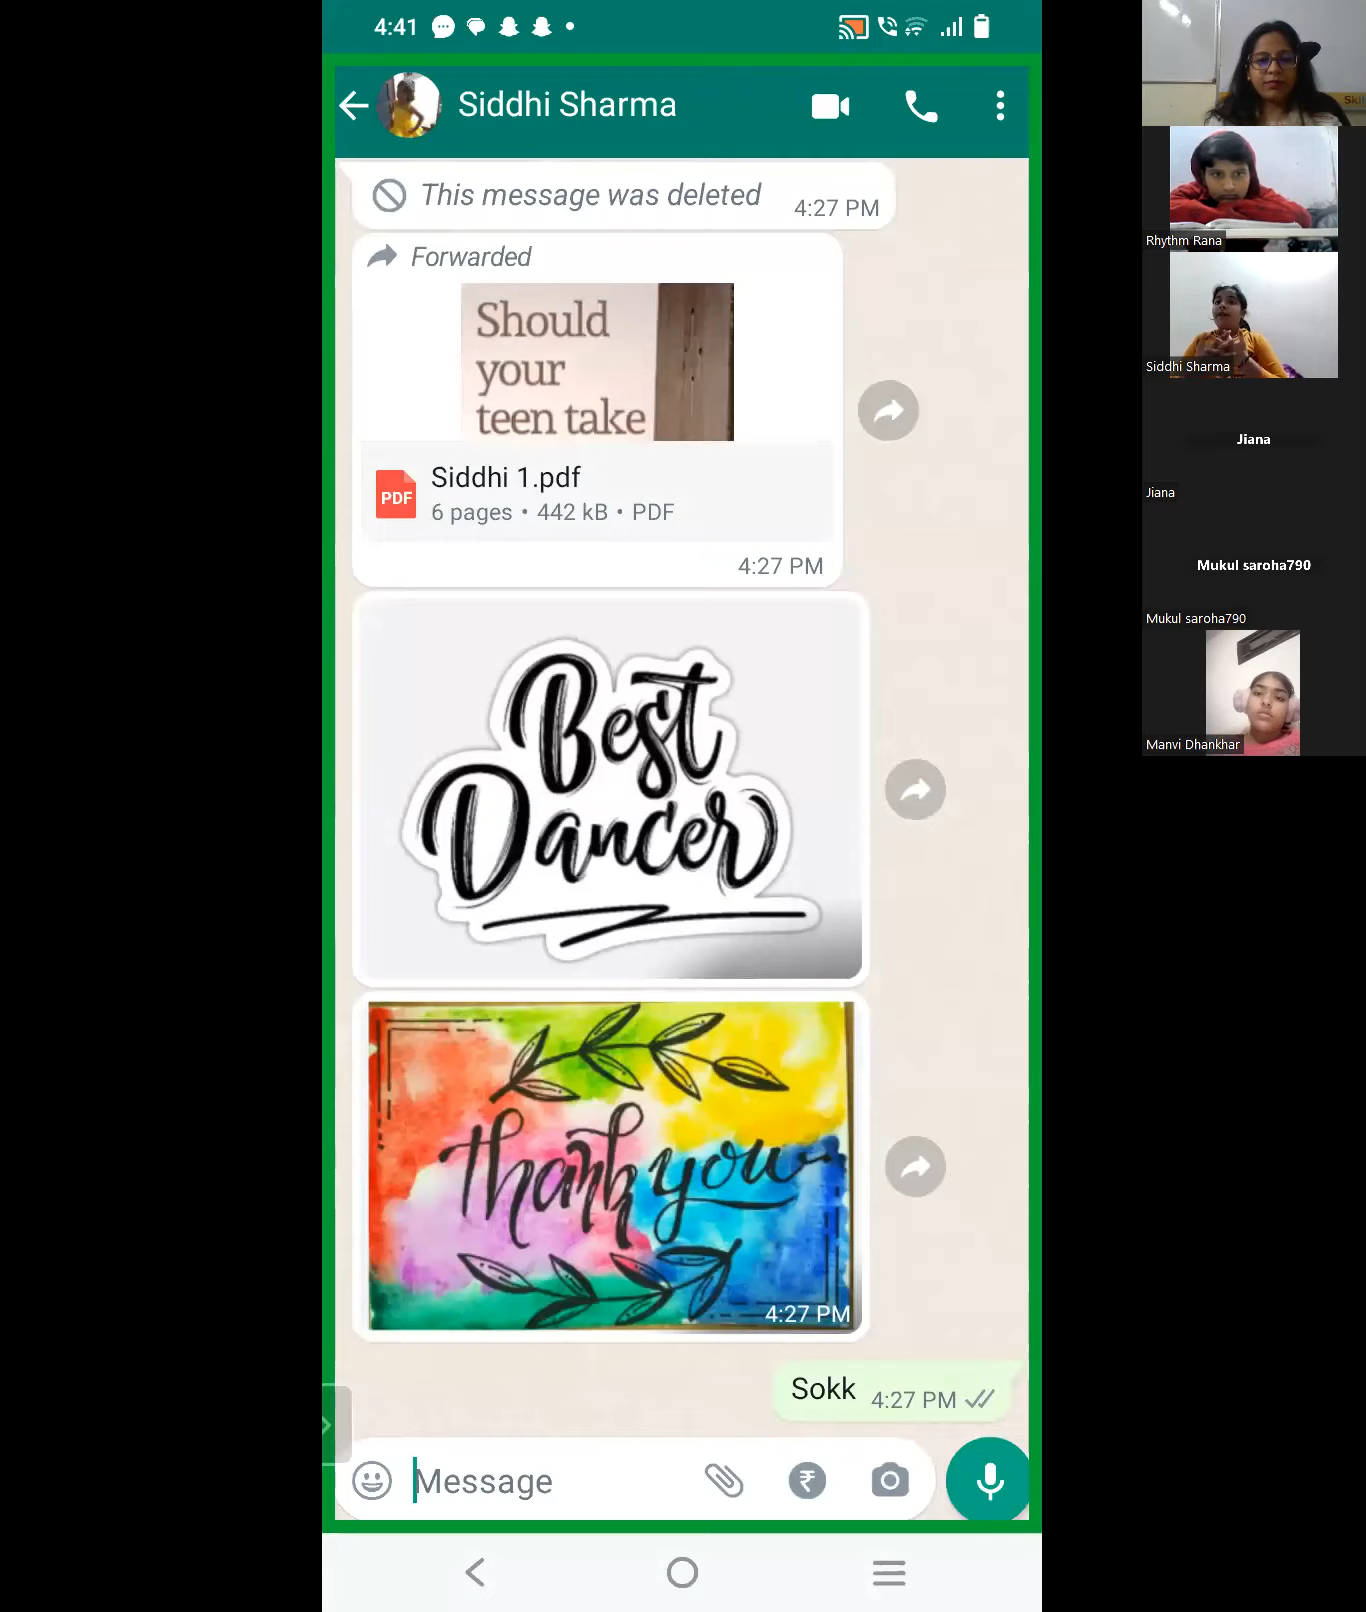 4:41
Siddhi Sharma
This message was deleted 4:27 PM
Forwarded
Should
your
teen take
PDF
Siddhi 1.pdf
6 pages • 442 kB • PDF
4:27 PM
Best
Dancer
thank you
4:27 PM
Sokk 4:27 PM
Message
Skil
Rhythm Rana
Siddhi Sharma
Jiana
Jiana
Mukul saroha790
Mukul saroha790
Manvi Dhankhar